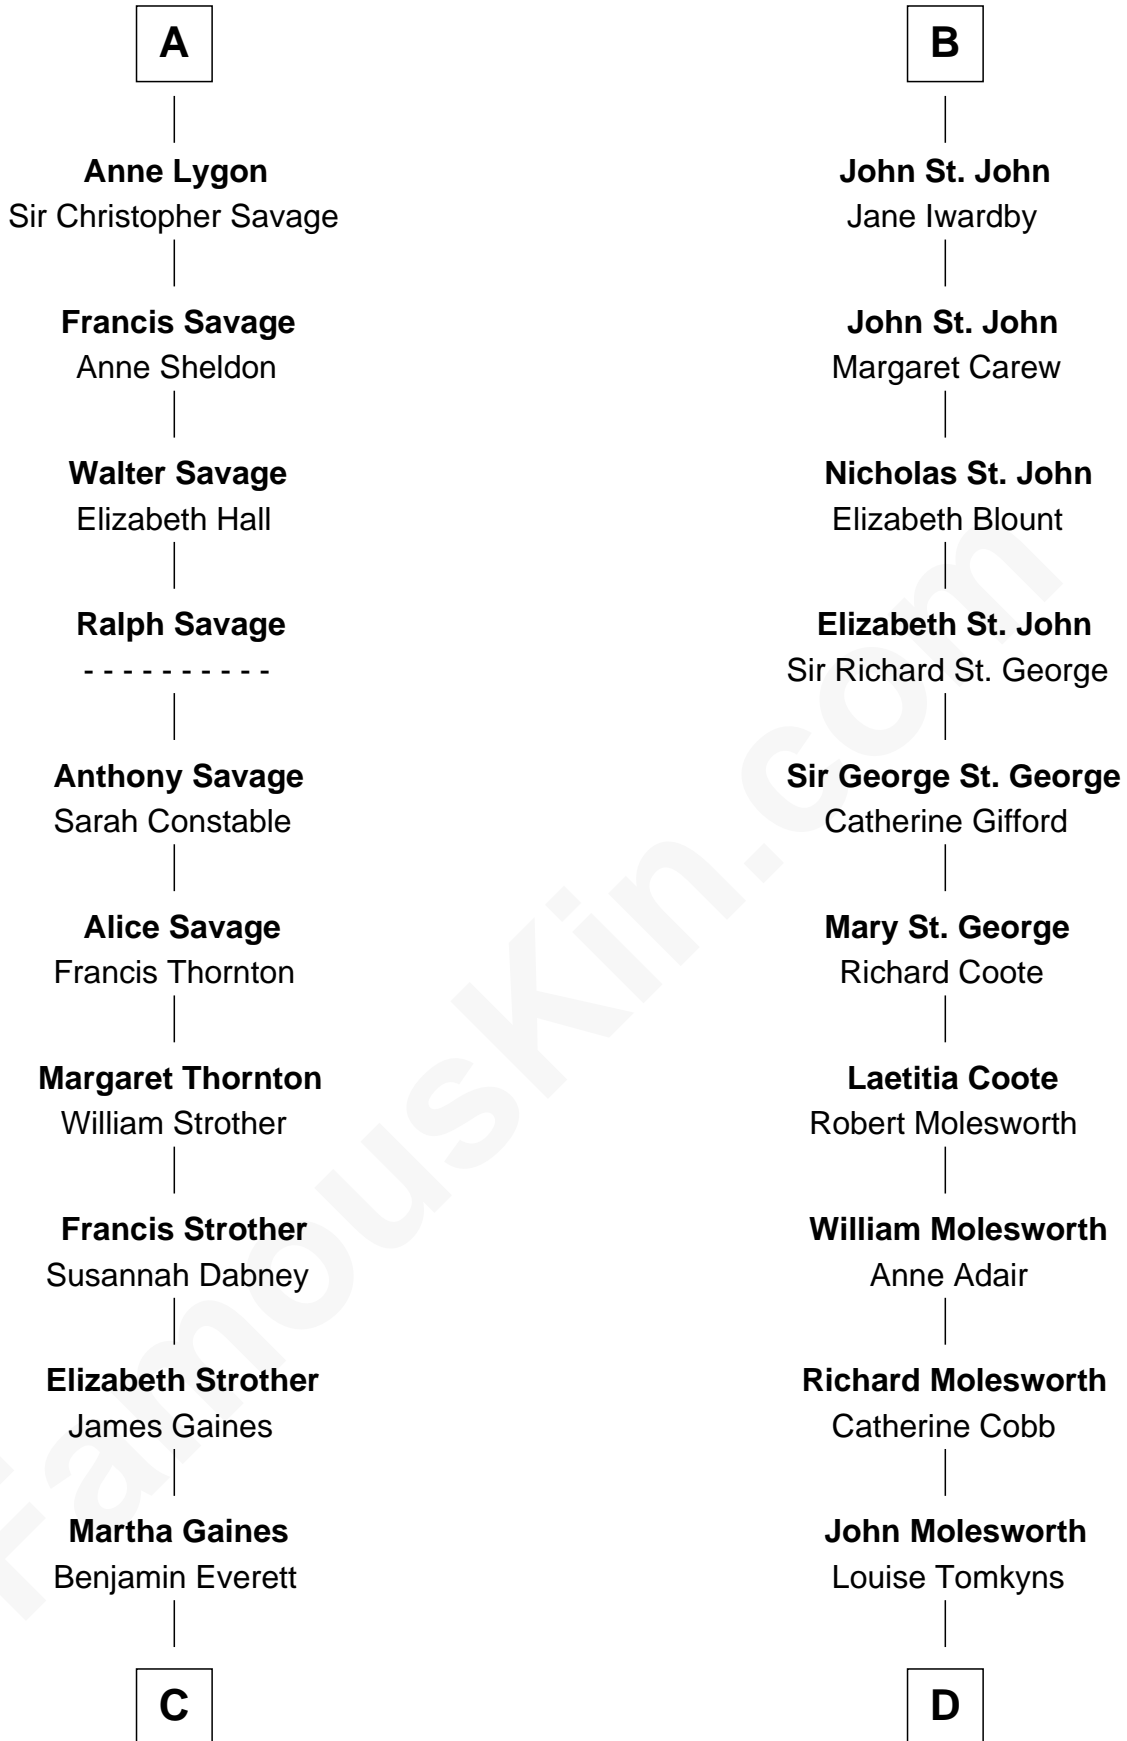 A
Anne Lygon
Sir Christopher Savage
Francis Savage
Anne Sheldon
Walter Savage
Elizabeth Hall
Ralph Savage
- - - - - - - - - -
Anthony Savage
Sarah Constable
Alice Savage
Francis Thornton
Margaret Thornton
William Strother
Francis Strother
Susannah Dabney
Elizabeth Strother
James Gaines
Martha Gaines
Benjamin Everett
C
B
John St. John
Jane Iwardby
John St. John
Margaret Carew
Nicholas St. John
Elizabeth Blount
Elizabeth St. John
Sir Richard St. George
Sir George St. George
Catherine Gifford
Mary St. George
Richard Coote
Laetitia Coote
Robert Molesworth
William Molesworth
Anne Adair
Richard Molesworth
Catherine Cobb
John Molesworth
Louise Tomkyns
D
FamousKin.com